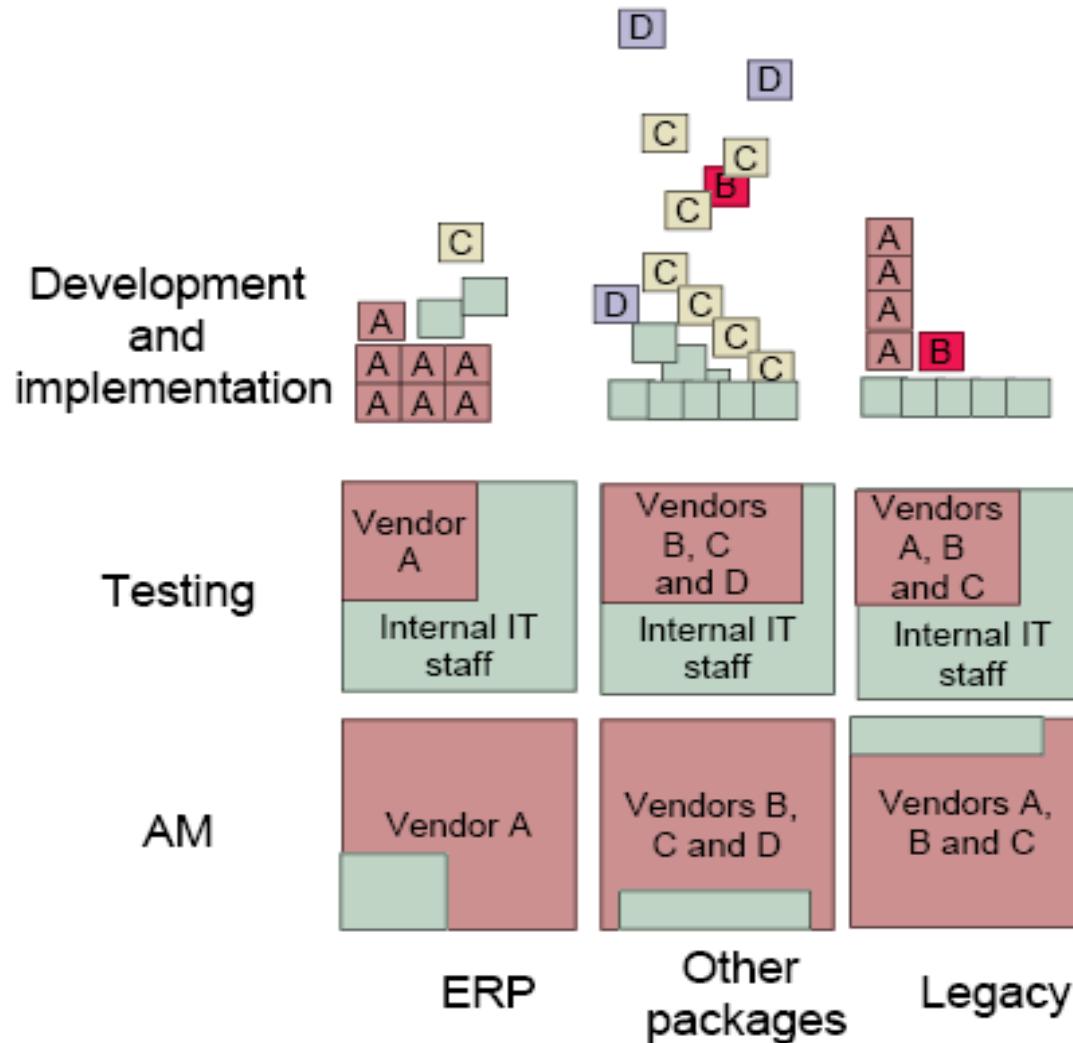 D
D
C
C
B
C
C
Development
and
implementation
C
D
C
C
C
A
A
A
A
A
A
A
A
A
A
A
B
Testing
Vendor
A
Internal IT
staff
Vendors
B, C
and D
Internal IT
staff
Vendors
A, B
and C
Internal IT
staff
AM
Vendor A
Vendors B,
C and D
Vendors A,
B and C
ERP
Other
packages
Legacy